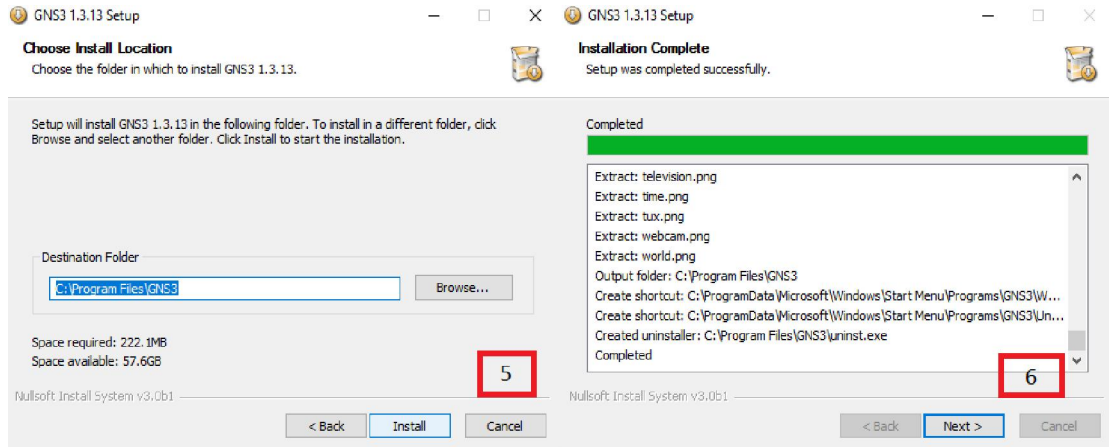 GNS3 1.3.13 Setup
Choose Install Location
Choose the folder in which to install GNS3 1.3.13.
Setup will install GNS3 1.3.13 in the following folder. To install in a different folder, click
Browse and select another folder. Click Install to start the installation.
Destination Folder
C:\Program Files\GNS3
Browse...
Space required: 222.1MB
Space available: 57.6GB
5
Nullsoft Install System v3.0b1
< Back Install Cancel
GNS3 1.3.13 Setup
Installation Complete
Setup was completed successfully.
Completed
Extract: television.png
Extract: time.png
Extract: tux.png
Extract: webcam.png
Extract: world.png
Output folder: C:\Program Files\GNS3
Create shortcut: C:\ProgramData\Microsoft\Windows\Start Menu\Programs\GNS3\W...
Create shortcut: C:\ProgramData\Microsoft\Windows\Start Menu\Programs\GNS3\Un...
Created uninstaller: C:\Program Files\GNS3\uninst.exe
Completed
6
Nullsoft Install System v3.0b1
< Back Next > Cancel